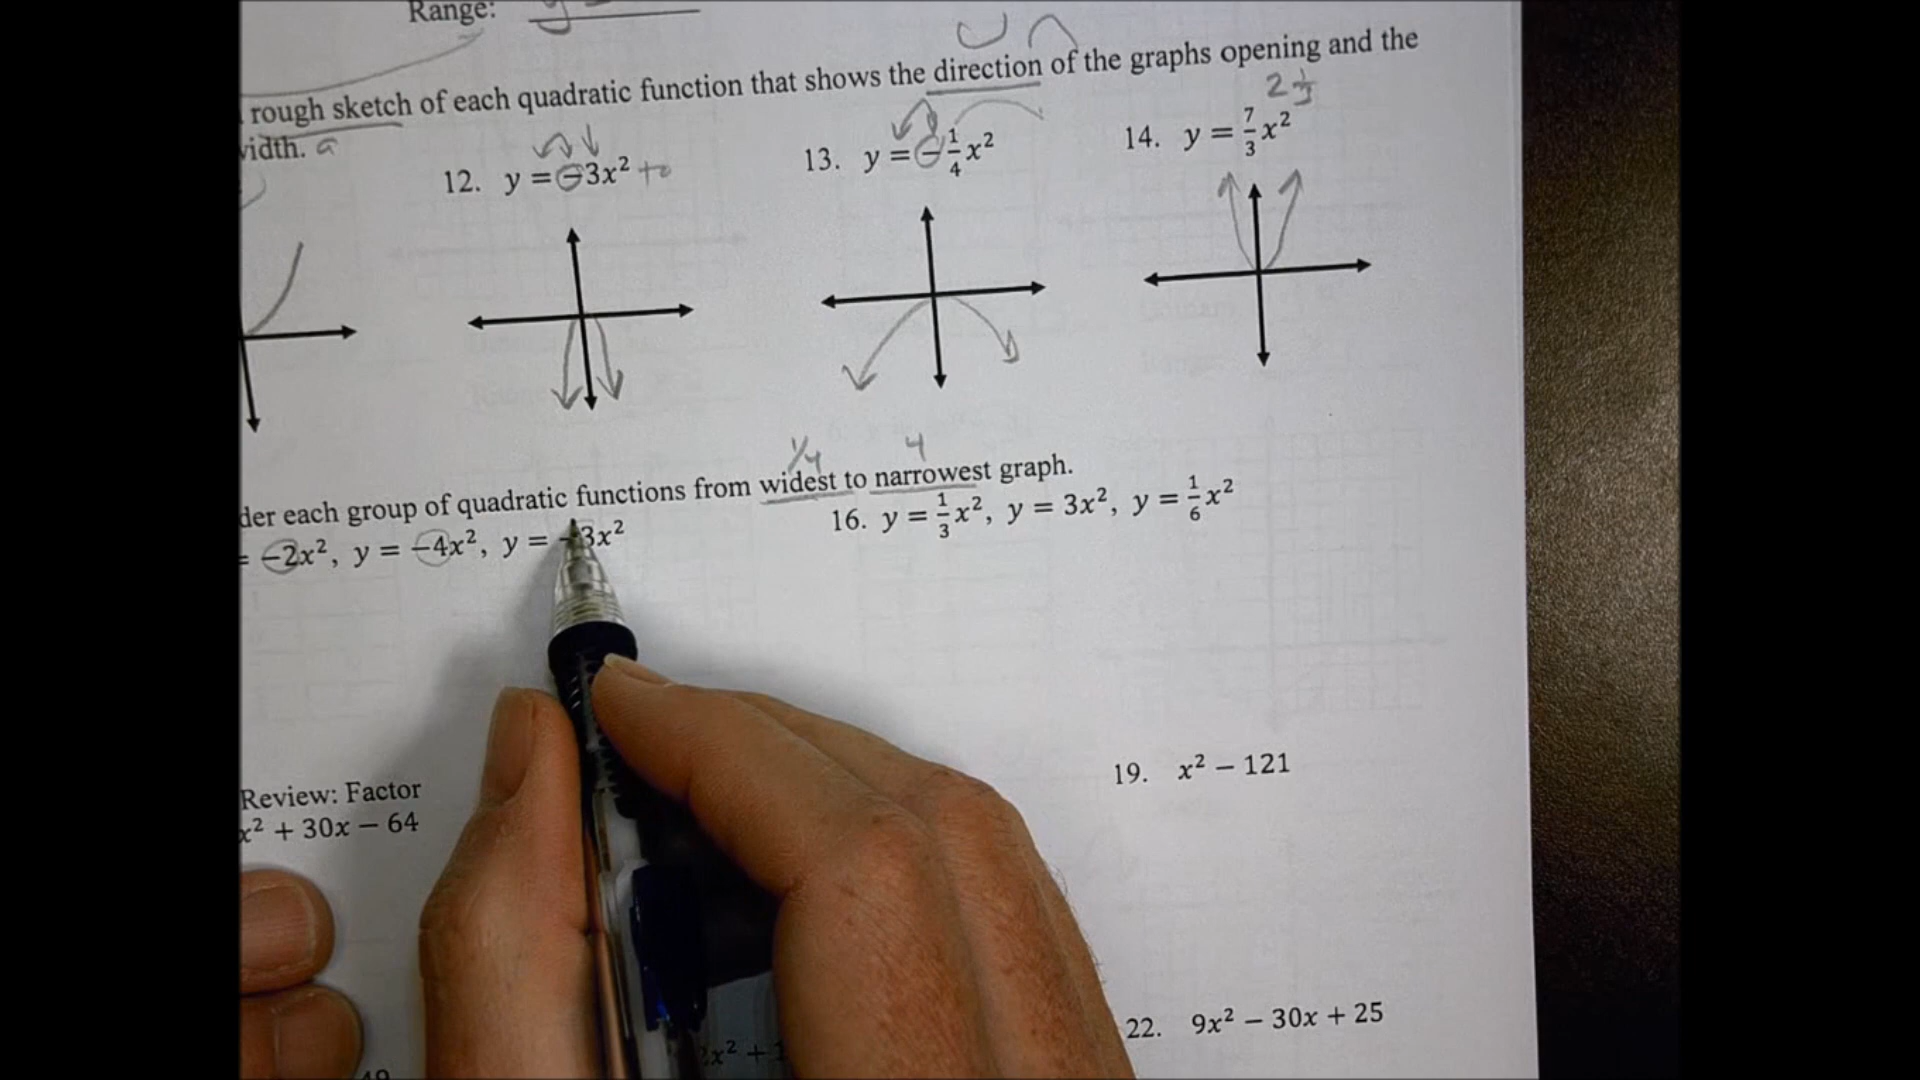 Range:
rough sketch of each quadratic function that shows the direction of the graphs opening and the
width. a
2 1/3
12. y = −3x²
13. y = −1/4 x²
14. y = 7/3 x²
1/4 4
der each group of quadratic functions from widest to narrowest graph.
= −2x², y = −4x², y = −3x²
16. y = 1/3 x², y = 3x², y = 1/6 x²
Review: Factor
x² + 30x − 64
19. x² − 121
22. 9x² − 30x + 25
2x² +
49